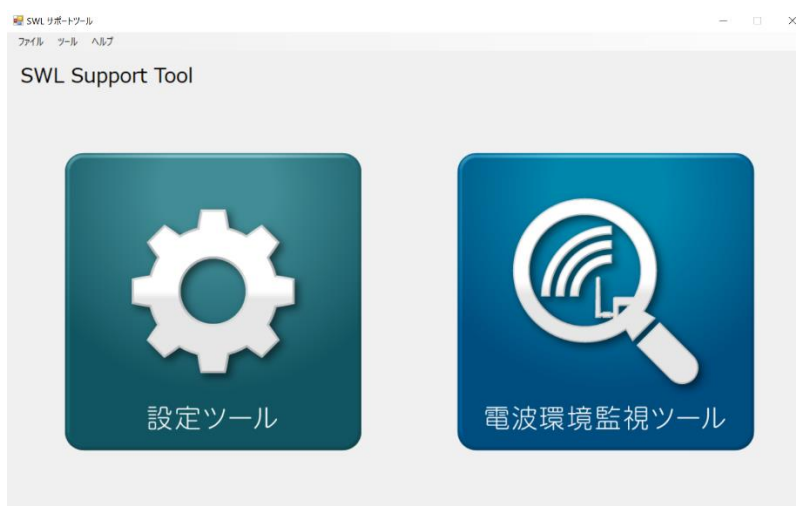 SWL サポートツール
ファイル ツール ヘルプ
SWL Support Tool
設定ツール
電波環境監視ツール